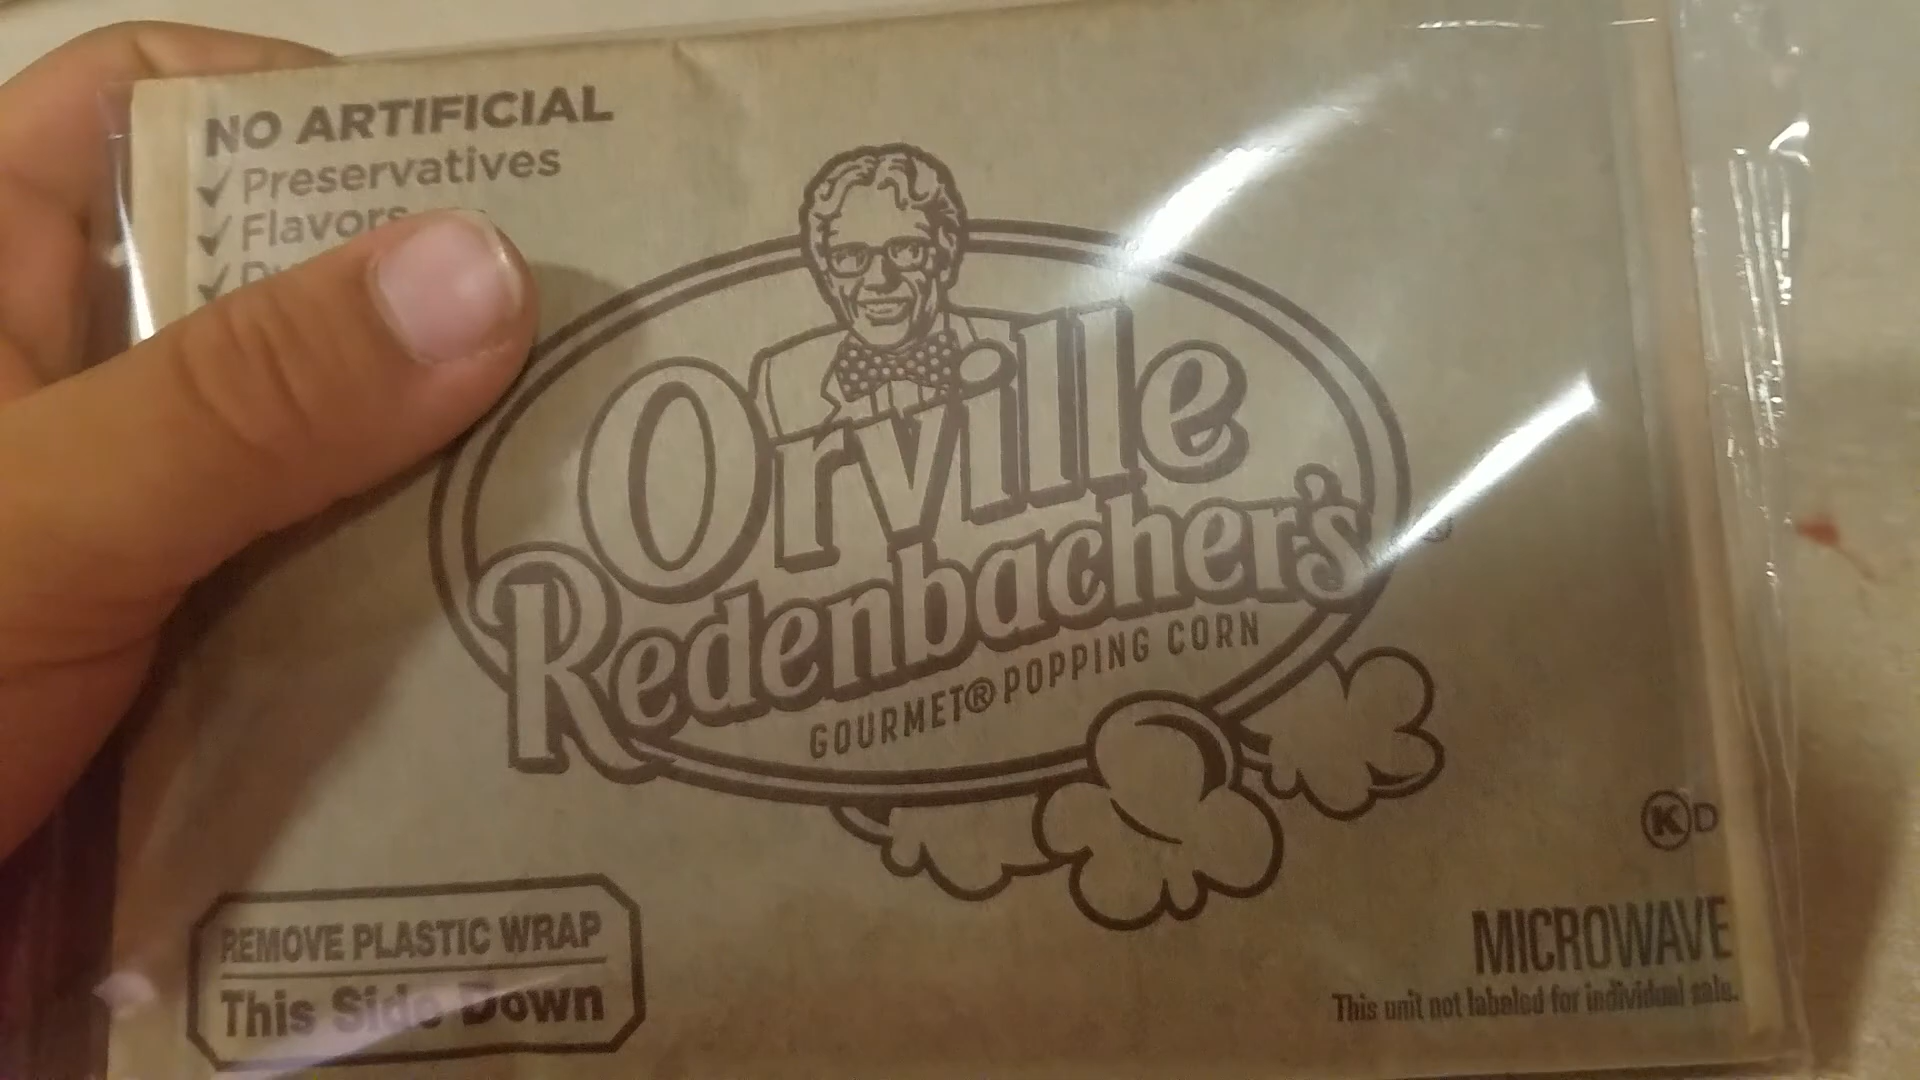 NO ARTIFICIAL
✓ Preservatives
✓ Flavors
✓
Orville
Redenbacher's
GOURMET® POPPING CORN
K D
REMOVE PLASTIC WRAP
This Side Down
MICROWAVE
This unit not labeled for individual sale.